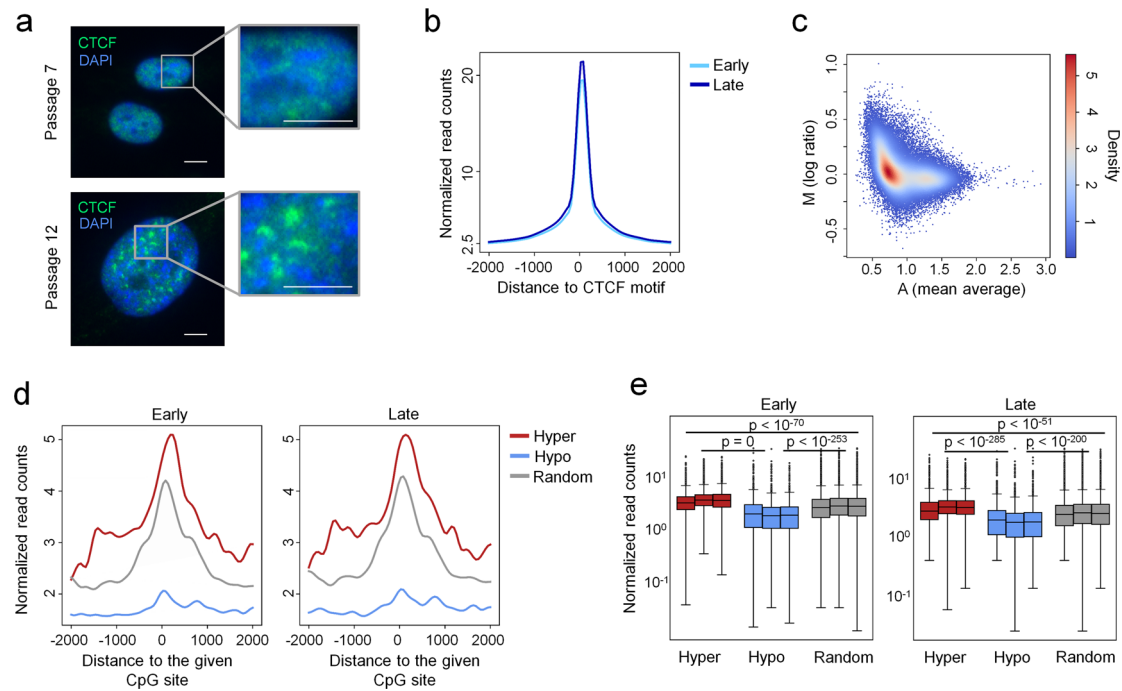 a
CTCF
DAPI
Passage 7
CTCF
DAPI
Passage 12
b
Normalized read counts
20
10
2.5
-2000
-1000
0
1000
2000
Distance to CTCF motif
Early
Late
c
M (log ratio)
1.0
0.5
0.0
-0.5
0.5
1.0
1.5
2.0
2.5
3.0
A (mean average)
5
4
3
2
1
Density
d
Early
Normalized read counts
5
4
3
2
-2000
-1000
0
1000
2000
Distance to the given
CpG site
Late
-2000
-1000
0
1000
2000
Distance to the given
CpG site
Hyper
Hypo
Random
e
Early
Normalized read counts
10¹
10⁰
10⁻¹
p < 10⁻⁷⁰
p = 0
p < 10⁻²⁵³
Hyper
Hypo
Random
Late
10¹
10⁰
10⁻¹
p < 10⁻⁵¹
p < 10⁻²⁸⁵
p < 10⁻²⁰⁰
Hyper
Hypo
Random